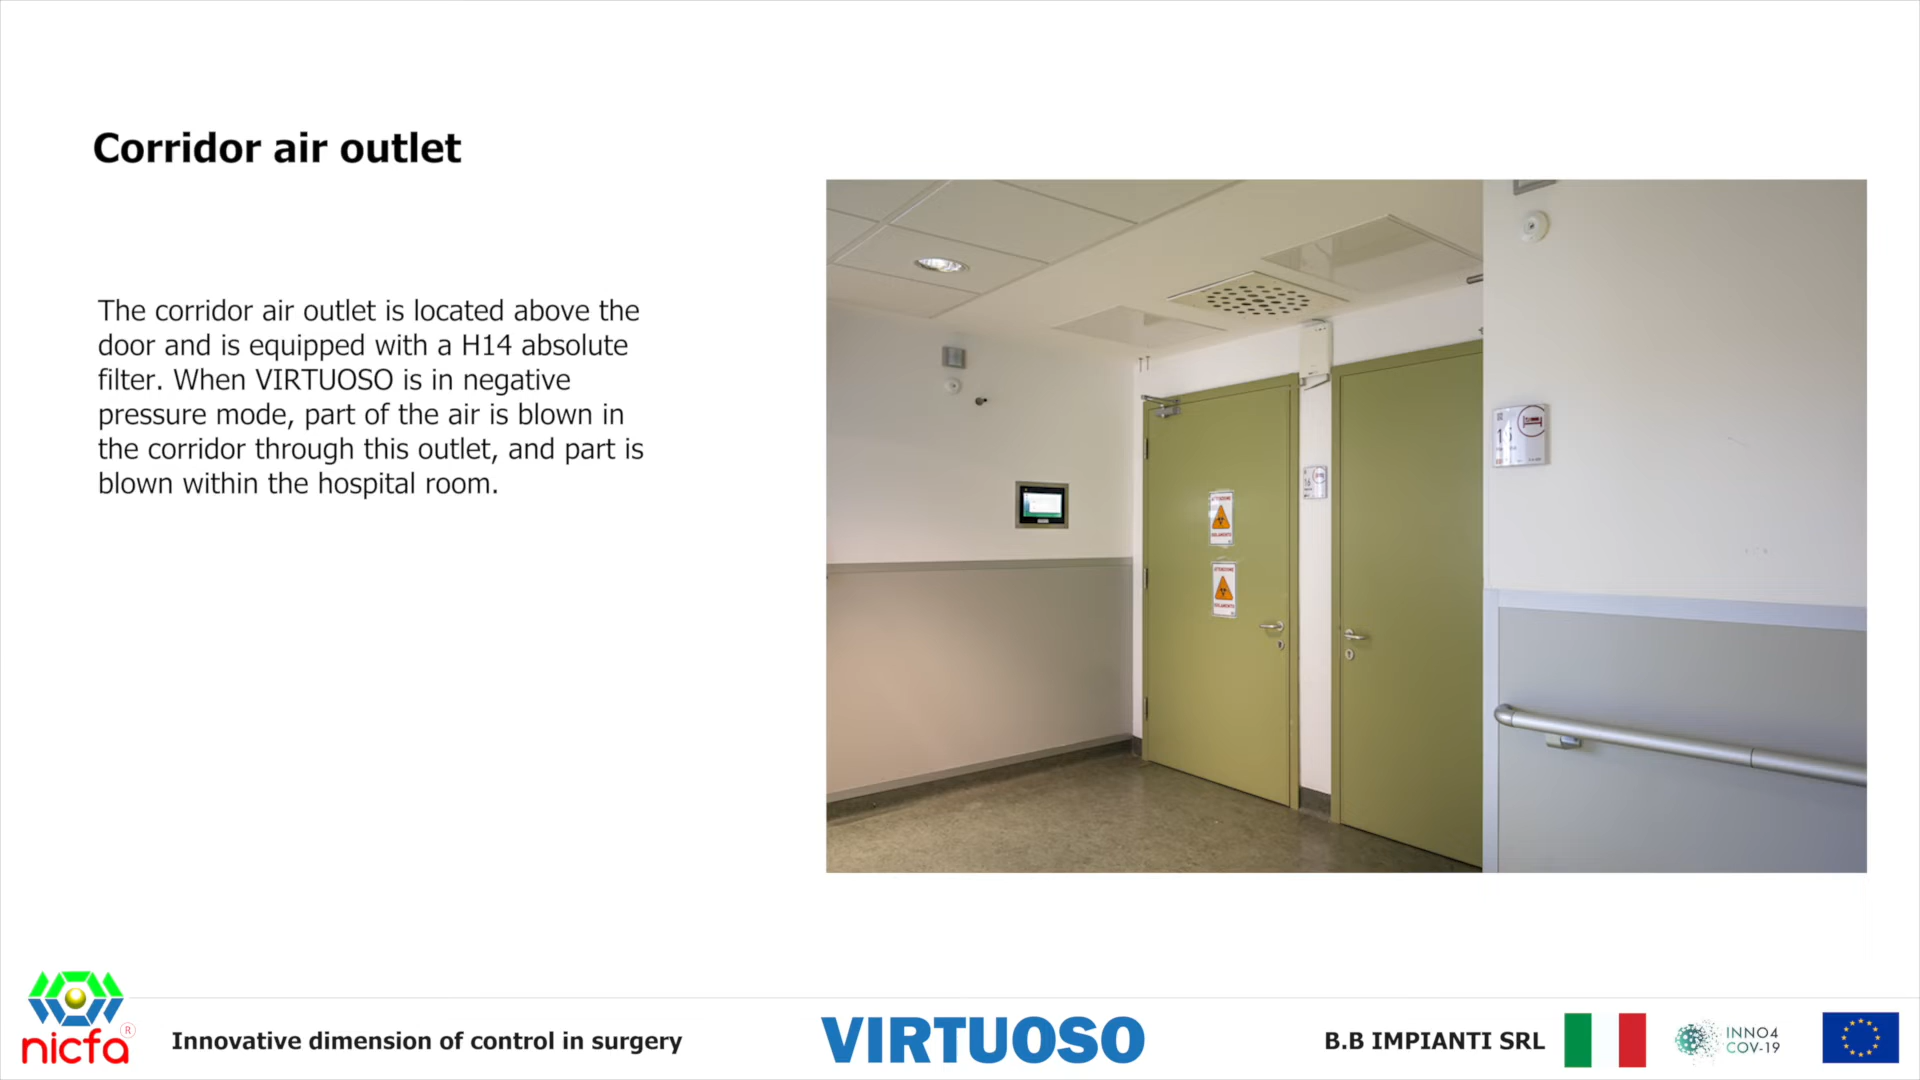 Corridor air outlet
The corridor air outlet is located above the
door and is equipped with a H14 absolute
filter. When VIRTUOSO is in negative
pressure mode, part of the air is blown in
the corridor through this outlet, and part is
blown within the hospital room.
16
nicfa
®
Innovative dimension of control in surgery
VIRTUOSO
B.B IMPIANTI SRL
INNO4
COV-19